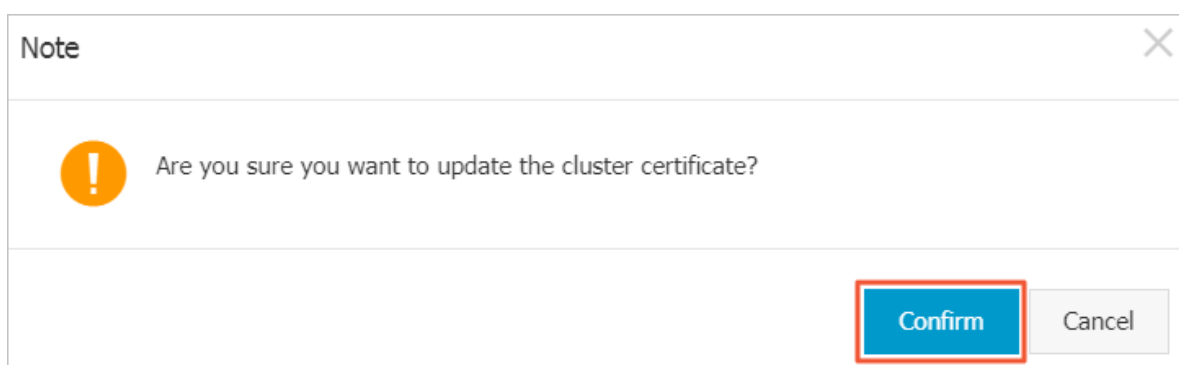 Note
Are you sure you want to update the cluster certificate?
Confirm
Cancel